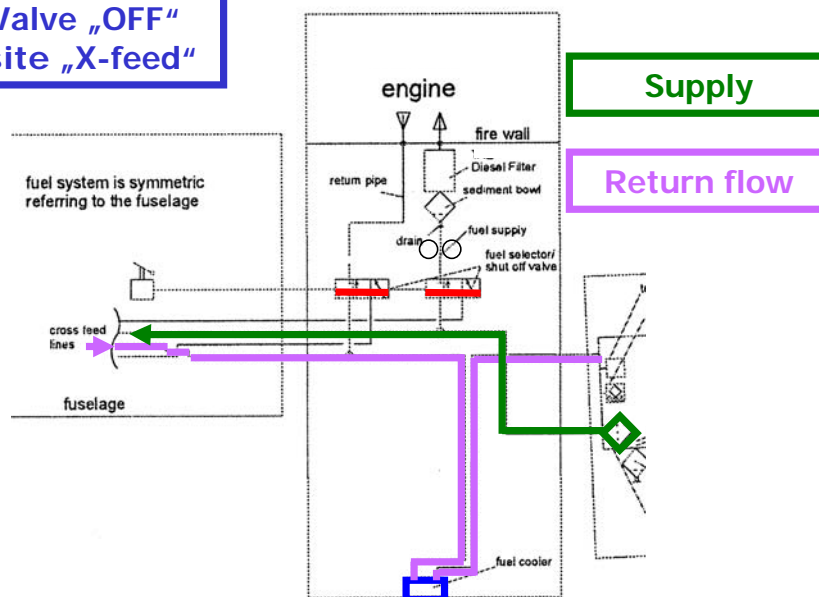 Valve „OFF“
site „X-feed“
Supply
Return flow
engine
fire wall
Diesel Filter
sediment bowl
return pipe
fuel system is symmetric
referring to the fuselage
drain
fuel supply
fuel selector/
shut off valve
cross feed
lines
fuselage
fuel cooler